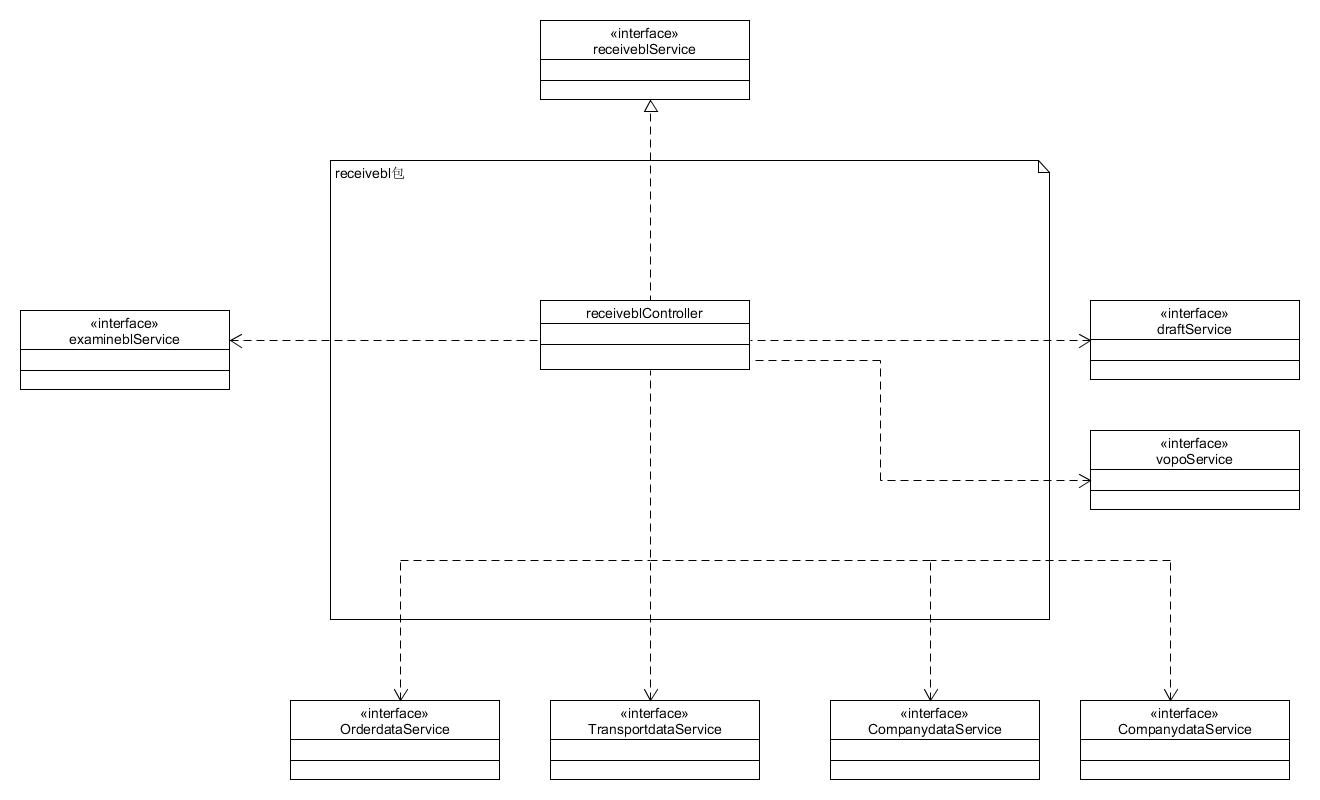 «interface»
receiveblService
receivebl包
receiveblController
«interface»
examineblService
«interface»
draftService
«interface»
vopoService
«interface»
OrderdataService
«interface»
TransportdataService
«interface»
CompanydataService
«interface»
CompanydataService